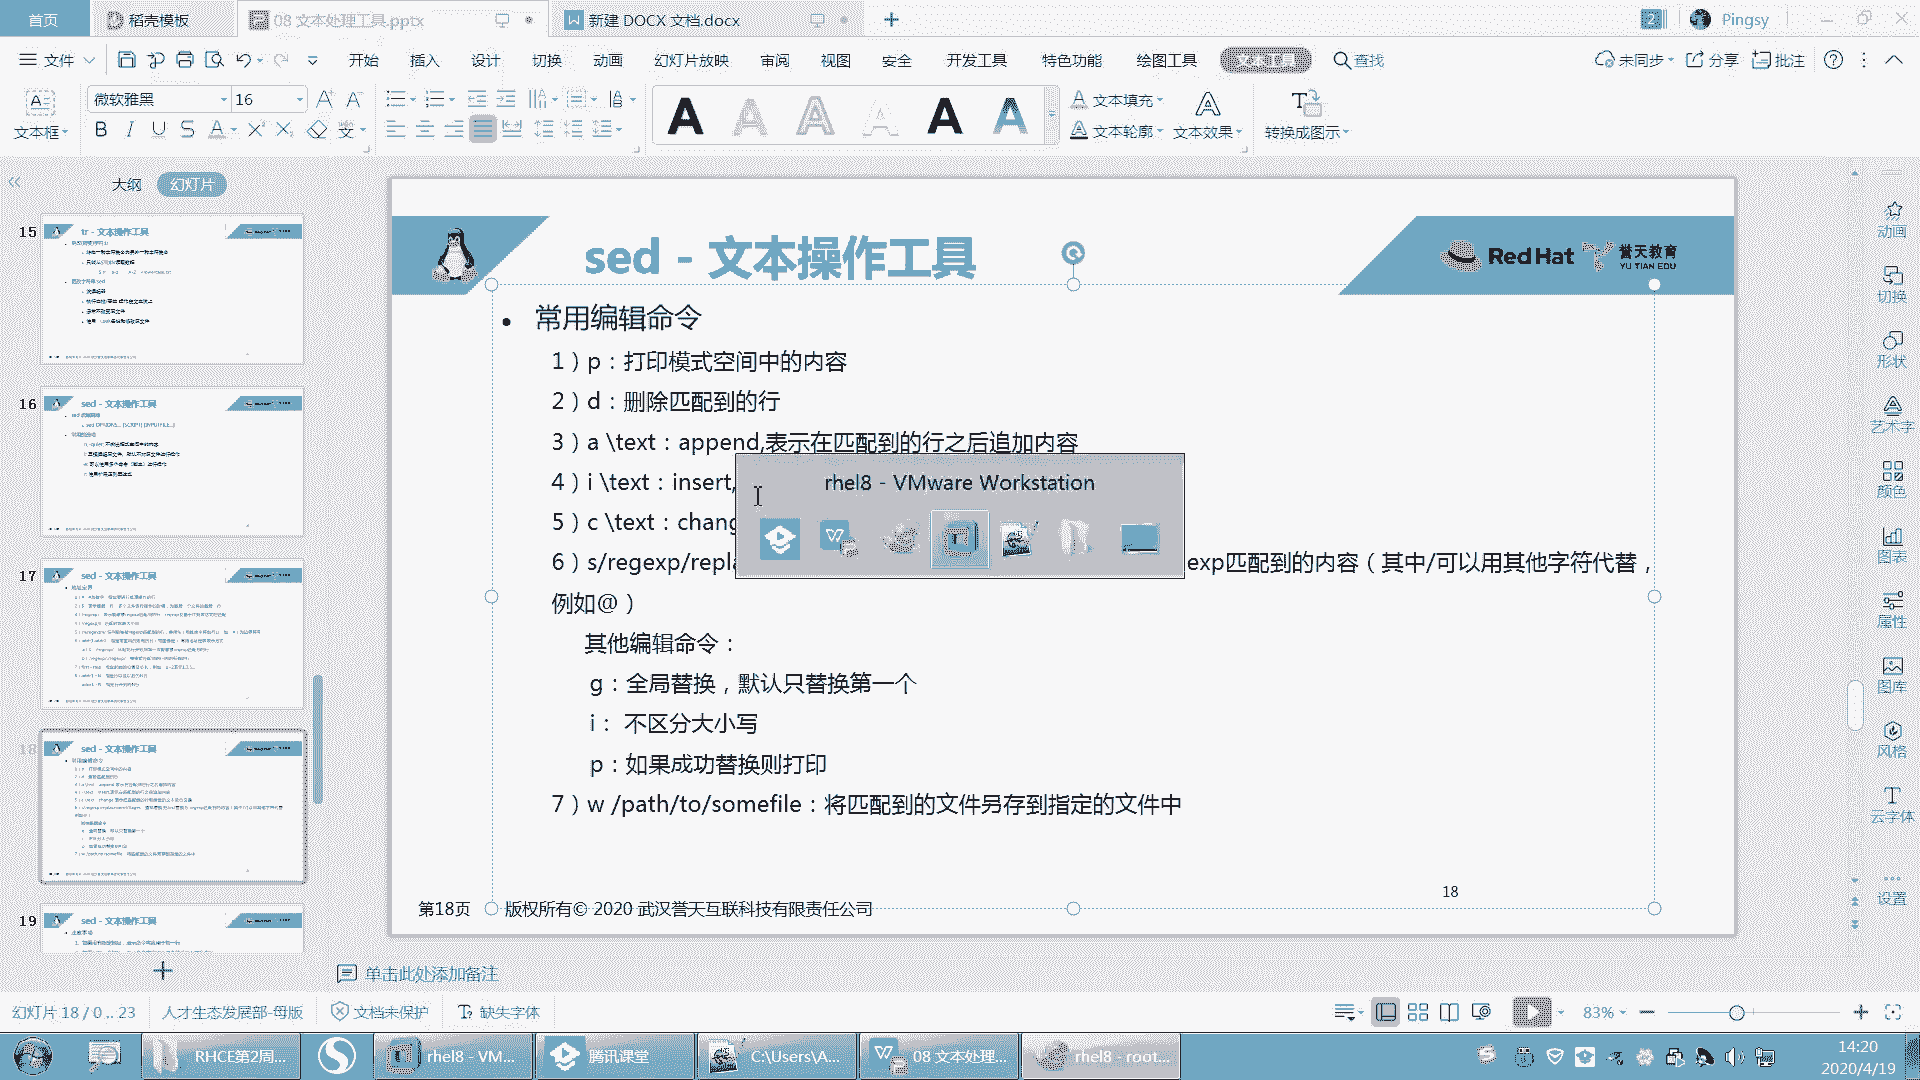 首页
稻壳模板
08 文本处理工具.pptx
新建 DOCX 文档.docx
2
Pingsy
文件
开始
插入
设计
切换
动画
幻灯片放映
审阅
视图
安全
开发工具
特色功能
绘图工具
文本工具
查找
未同步
分享
批注
文本框
微软雅黑
16
文本填充
文本轮廓
文本效果
转换成图示
大纲
幻灯片
15
tr - 文本操作工具
16
sed - 文本操作工具
17
sed - 文本操作工具
18
sed - 文本操作工具
19
sed - 文本操作工具
sed - 文本操作工具
RedHat
誉天教育
YU TIAN EDU
• 常用编辑命令
1）p：打印模式空间中的内容
2）d：删除匹配到的行
3）a \text：append,表示在匹配到的行之后追加内容
4）i \text：insert,
5）c \text：chang
6）s/regexp/repla
exp匹配到的内容（其中/可以用其他字符代替，
例如@）
其他编辑命令：
g：全局替换，默认只替换第一个
i： 不区分大小写
p：如果成功替换则打印
7）w /path/to/somefile：将匹配到的文件另存到指定的文件中
rhel8 - VMware Workstation
18
第18页
版权所有© 2020 武汉誉天互联科技有限责任公司
动画
切换
形状
艺术字
颜色
图表
属性
图库
风格
云字体
设置
单击此处添加备注
幻灯片 18 / 0 .. 23
人才生态发展部-母版
文档未保护
缺失字体
83%
RHCE第2周...
rhel8 - VM...
腾讯课堂
C:\Users\A...
08 文本处理...
rhel8 - root...
14:20
2020/4/19